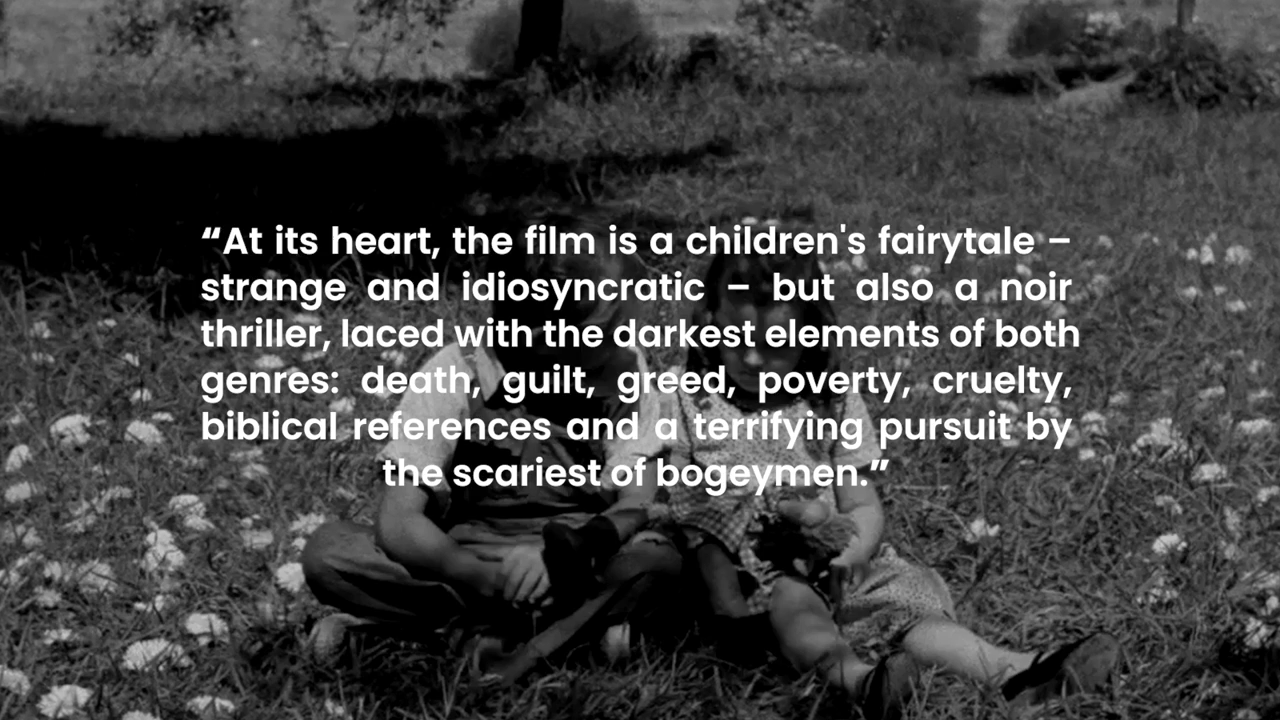 “At its heart, the film is a children's fairytale –
strange and idiosyncratic – but also a noir
thriller, laced with the darkest elements of both
genres: death, guilt, greed, poverty, cruelty,
biblical references and a terrifying pursuit by
the scariest of bogeymen.”